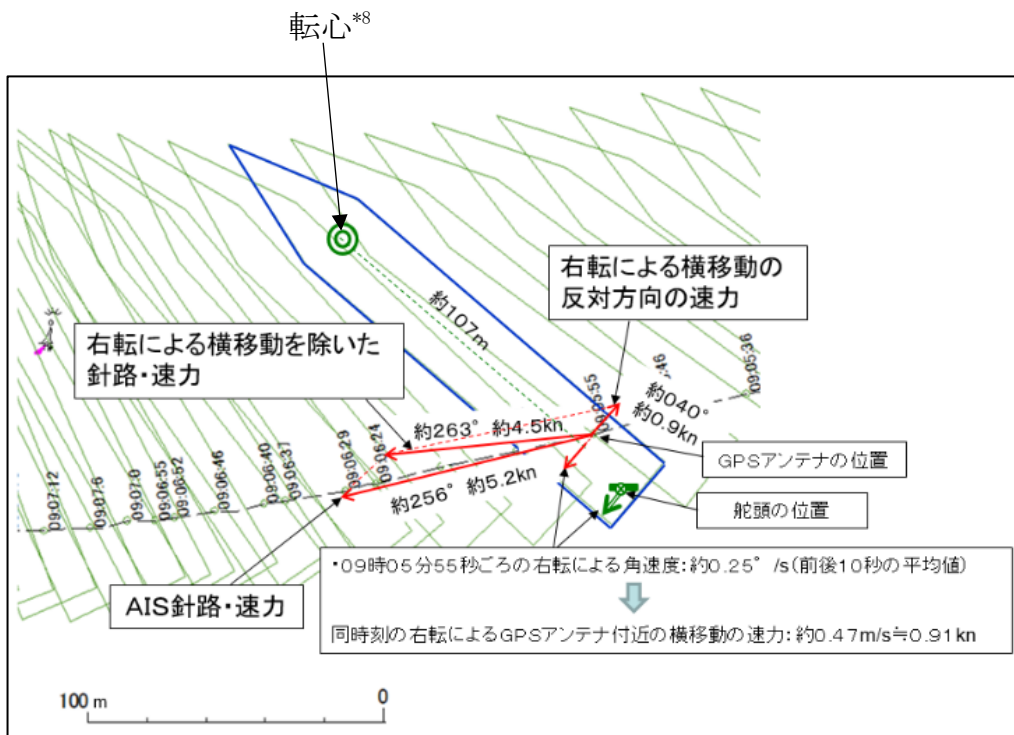 転心*8
右転による横移動の
反対方向の速力
約107m
右転による横移動を除いた
針路・速力
09:05:36
:46
09:05:55
約040°
約0.9kn
約263° 約4.5kn
約256° 約5.2kn
GPSアンテナの位置
舵頭の位置
09:07:12
09:07:6
09:07:0
09:06:55
09:06:52
09:06:46
09:06:40
09:06:37
09:06:29
09:06:24
AIS針路・速力
•09時05分55秒ごろの右転による角速度:約0.25°/s(前後10秒の平均値)
同時刻の右転によるGPSアンテナ付近の横移動の速力:約0.47m/s≒0.91kn
100 m
0